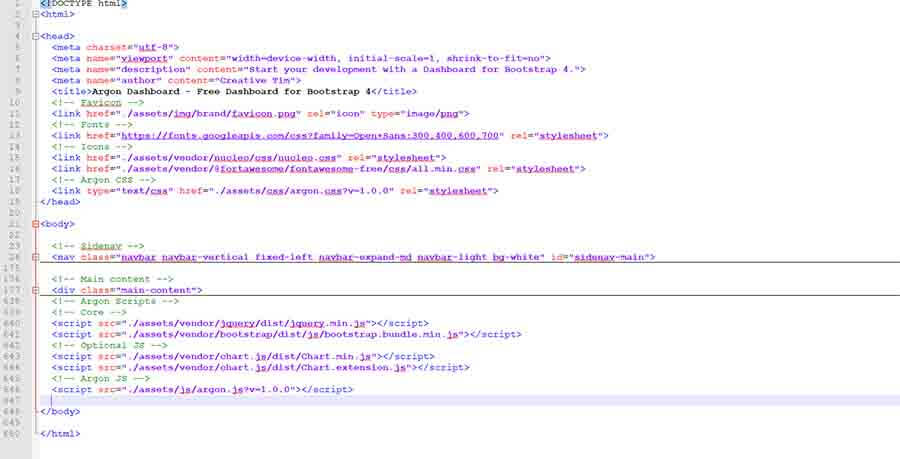 1 <!DOCTYPE html>
2 <html>
3
4 <head>
5 <meta charset="utf-8">
6 <meta name="viewport" content="width=device-width, initial-scale=1, shrink-to-fit=no">
7 <meta name="description" content="Start your development with a Dashboard for Bootstrap 4.">
8 <meta name="author" content="Creative Tim">
9 <title>Argon Dashboard - Free Dashboard for Bootstrap 4</title>
10 <!-- Favicon -->
11 <link href="./assets/img/brand/favicon.png" rel="icon" type="image/png">
12 <!-- Fonts -->
13 <link href="https://fonts.googleapis.com/css?family=Open+Sans:300,400,600,700" rel="stylesheet">
14 <!-- Icons -->
15 <link href="./assets/vendor/nucleo/css/nucleo.css" rel="stylesheet">
16 <link href="./assets/vendor/@fortawesome/fontawesome-free/css/all.min.css" rel="stylesheet">
17 <!-- Argon CSS -->
18 <link type="text/css" href="./assets/css/argon.css?v=1.0.0" rel="stylesheet">
19 </head>
20
21 <body>
22
23 <!-- Sidenav -->
24 <nav class="navbar navbar-vertical fixed-left navbar-expand-md navbar-light bg-white" id="sidenav-main">
175
176 <!-- Main content -->
177 <div class="main-content">
638 <!-- Argon Scripts -->
639 <!-- Core -->
640 <script src="./assets/vendor/jquery/dist/jquery.min.js"></script>
641 <script src="./assets/vendor/bootstrap/dist/js/bootstrap.bundle.min.js"></script>
642 <!-- Optional JS -->
643 <script src="./assets/vendor/chart.js/dist/Chart.min.js"></script>
644 <script src="./assets/vendor/chart.js/dist/Chart.extension.js"></script>
645 <!-- Argon JS -->
646 <script src="./assets/js/argon.js?v=1.0.0"></script>
647
648 </body>
649
650 </html>